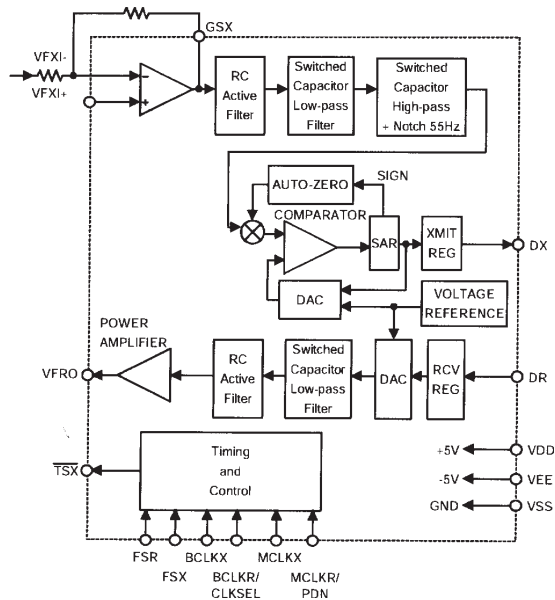 GSX
VFXI-
VFXI+
−
+
RC
Active
Filter
Switched
Capacitor
Low-pass
Filter
Switched
Capacitor
High-pass
+ Notch 55Hz
AUTO-ZERO
SIGN
COMPARATOR
SAR
XMIT
REG
DX
DAC
VOLTAGE
REFERENCE
POWER
AMPLIFIER
VFRO
RC
Active
Filter
Switched
Capacitor
Low-pass
Filter
DAC
RCV
REG
DR
TSX
Timing
and
Control
+5V
VDD
-5V
VEE
GND
VSS
FSR
FSX
BCLKX
BCLKR/
CLKSEL
MCLKX
MCLKR/
PDN